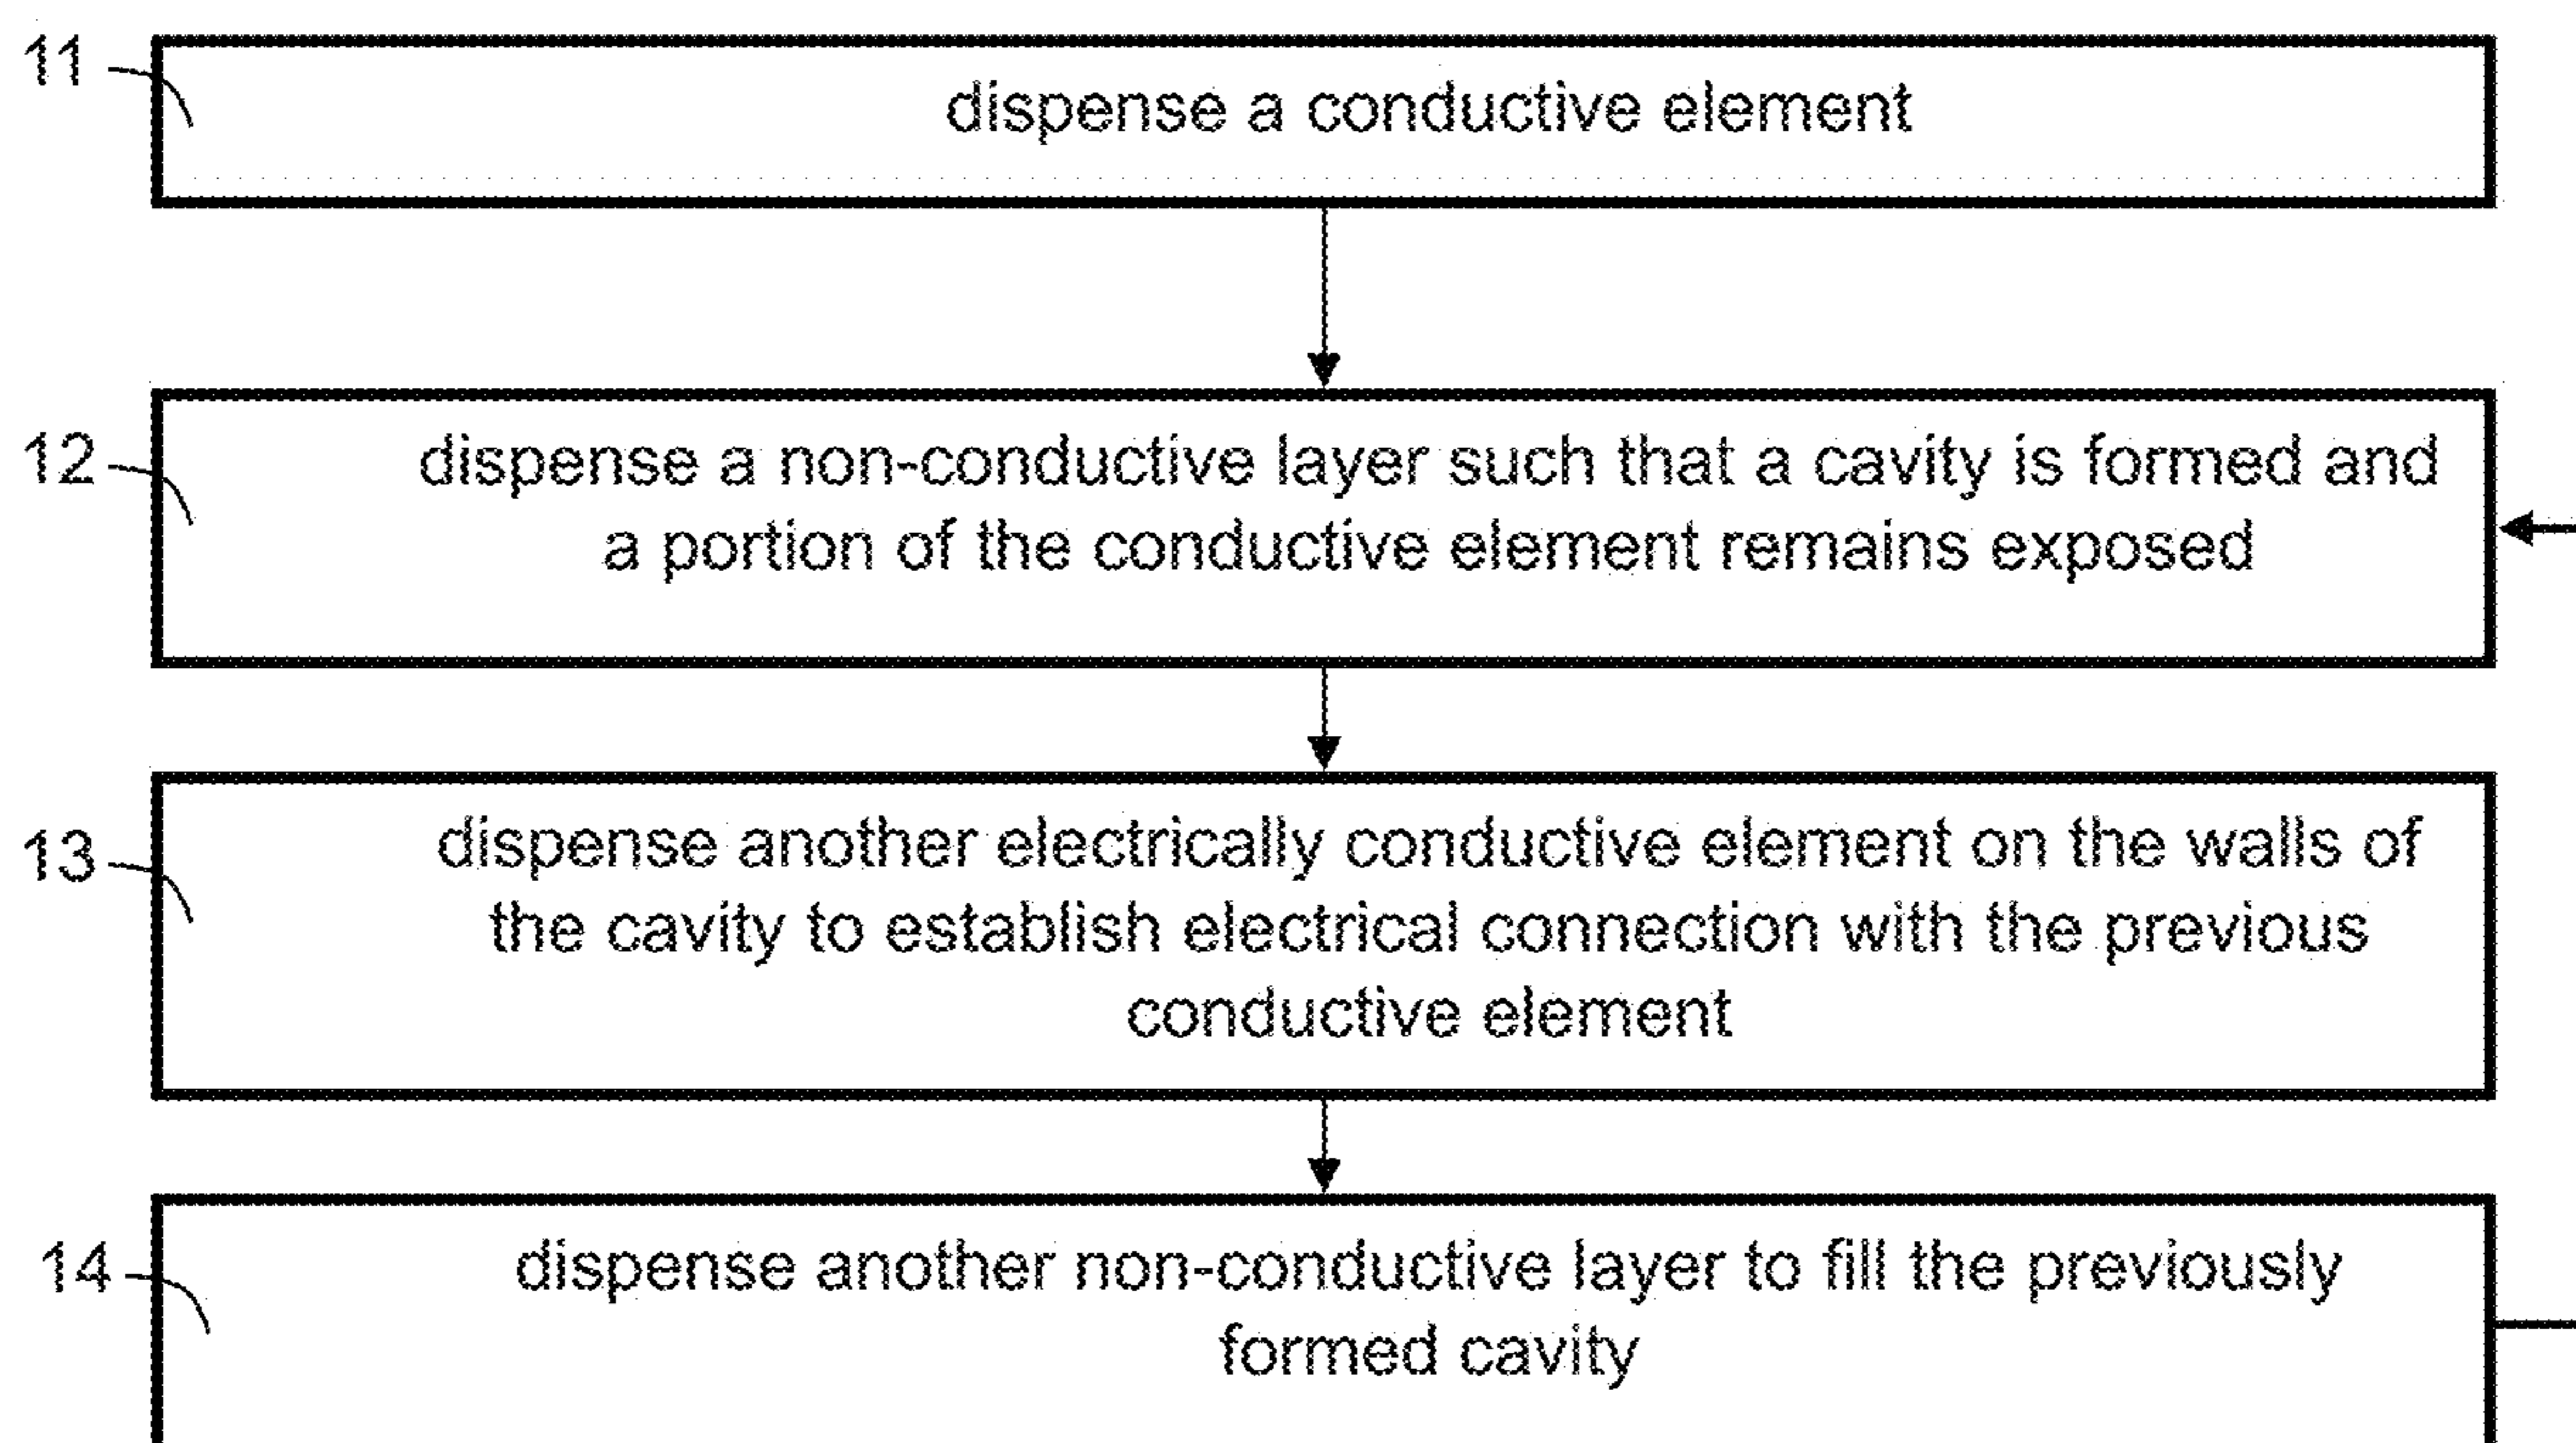 11
dispense a conductive element
12
dispense a non-conductive layer such that a cavity is formed and
a portion of the conductive element remains exposed
13
dispense another electrically conductive element on the walls of
the cavity to establish electrical connection with the previous
conductive element
14
dispense another non-conductive layer to fill the previously
formed cavity